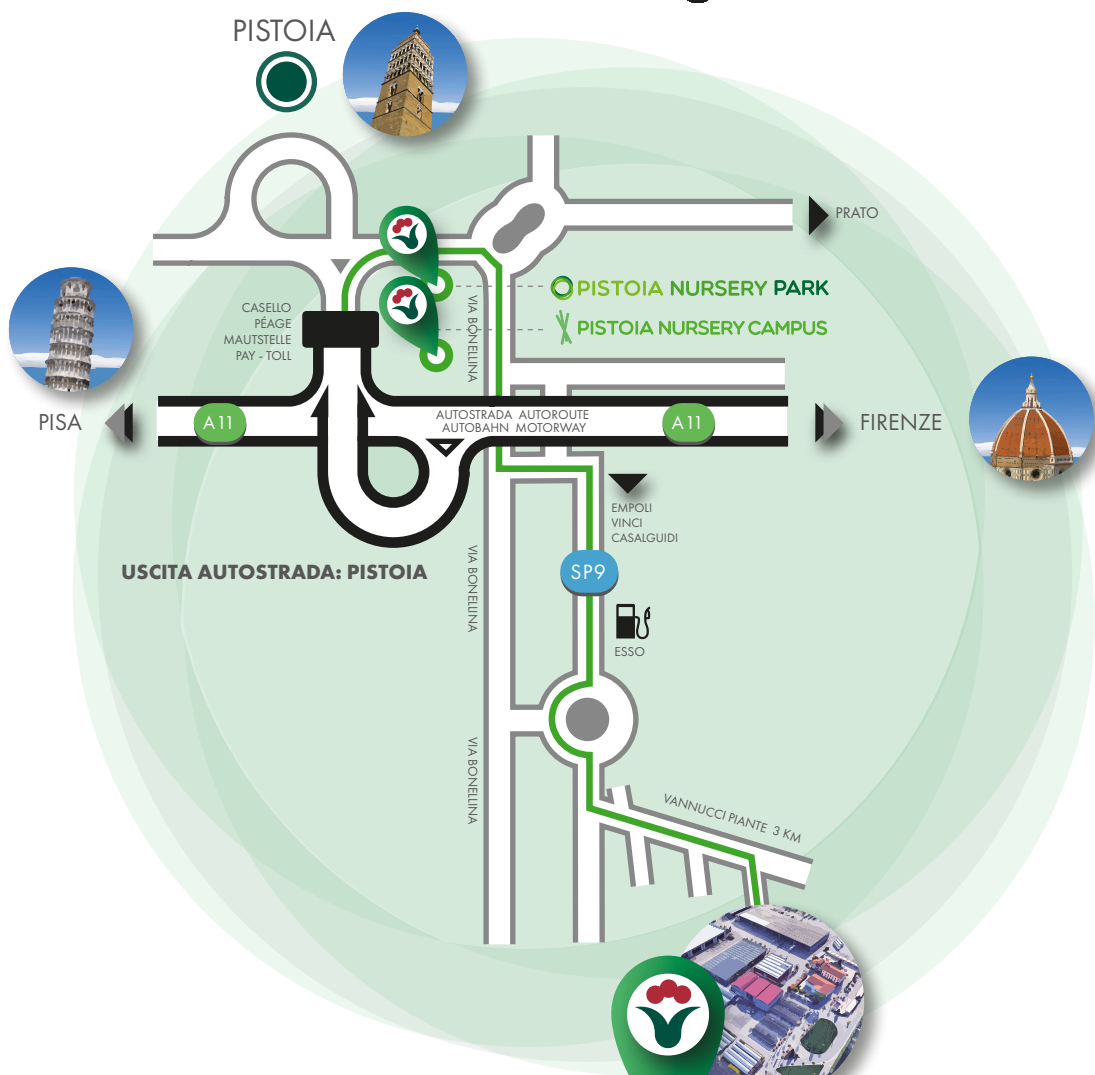 PISTOIA
PRATO
PISTOIA NURSERY PARK
PISTOIA NURSERY CAMPUS
CASELLO
PÉAGE
MAUTSTELLE
PAY - TOLL
VIA BONELLINA
PISA
A11
AUTOSTRADA AUTOROUTE
AUTOBAHN MOTORWAY
A11
FIRENZE
EMPOLI
VINCI
CASALGUIDI
USCITA AUTOSTRADA: PISTOIA
VIA BONELLINA
SP9
ESSO
VIA BONELLINA
VANNUCCI PIANTE 3 KM